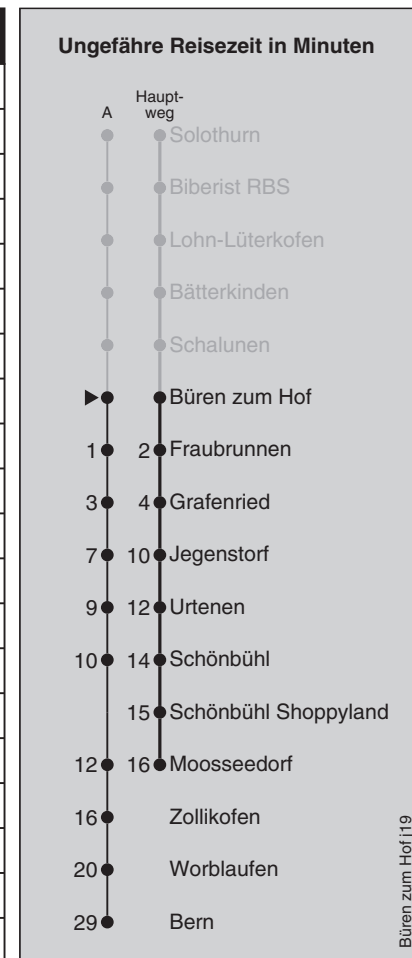 Ungefähre Reisezeit in Minuten
A Haupt-
weg
Solothurn
Biberist RBS
Lohn-Lüterkofen
Bätterkinden
Schalunen
Büren zum Hof
1 2 Fraubrunnen
3 4 Grafenried
7 10 Jegenstorf
9 12 Urtenen
10 14 Schönbühl
15 Schönbühl Shoppyland
12 16 Moosseedorf
16 Zollikofen
20 Worblaufen
29 Bern
Büren zum Hof j19